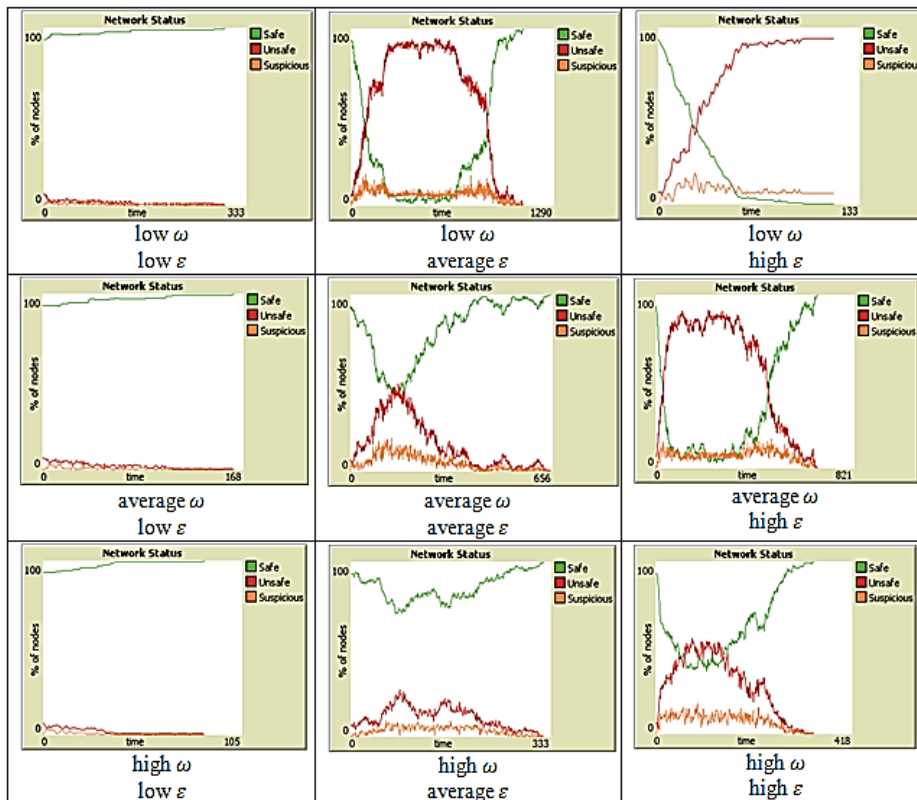 Network Status
100
% of nodes
0
0 time 333
Safe
Unsafe
Suspicious
low ω
low ε
Network Status
100
% of nodes
0
0 time 1290
Safe
Unsafe
Suspicious
low ω
average ε
Network Status
100
% of nodes
0
0 time 133
Safe
Unsafe
Suspicious
low ω
high ε
Network Status
100
% of nodes
0
0 time 168
Safe
Unsafe
Suspicious
average ω
low ε
Network Status
100
% of nodes
0
0 time 656
Safe
Unsafe
Suspicious
average ω
average ε
Network Status
100
% of nodes
0
0 time 821
Safe
Unsafe
Suspicious
average ω
high ε
Network Status
100
% of nodes
0
0 time 105
Safe
Unsafe
Suspicious
high ω
low ε
Network Status
100
% of nodes
0
0 time 333
Safe
Unsafe
Suspicious
high ω
average ε
Network Status
100
% of nodes
0
0 time 418
Safe
Unsafe
Suspicious
high ω
high ε